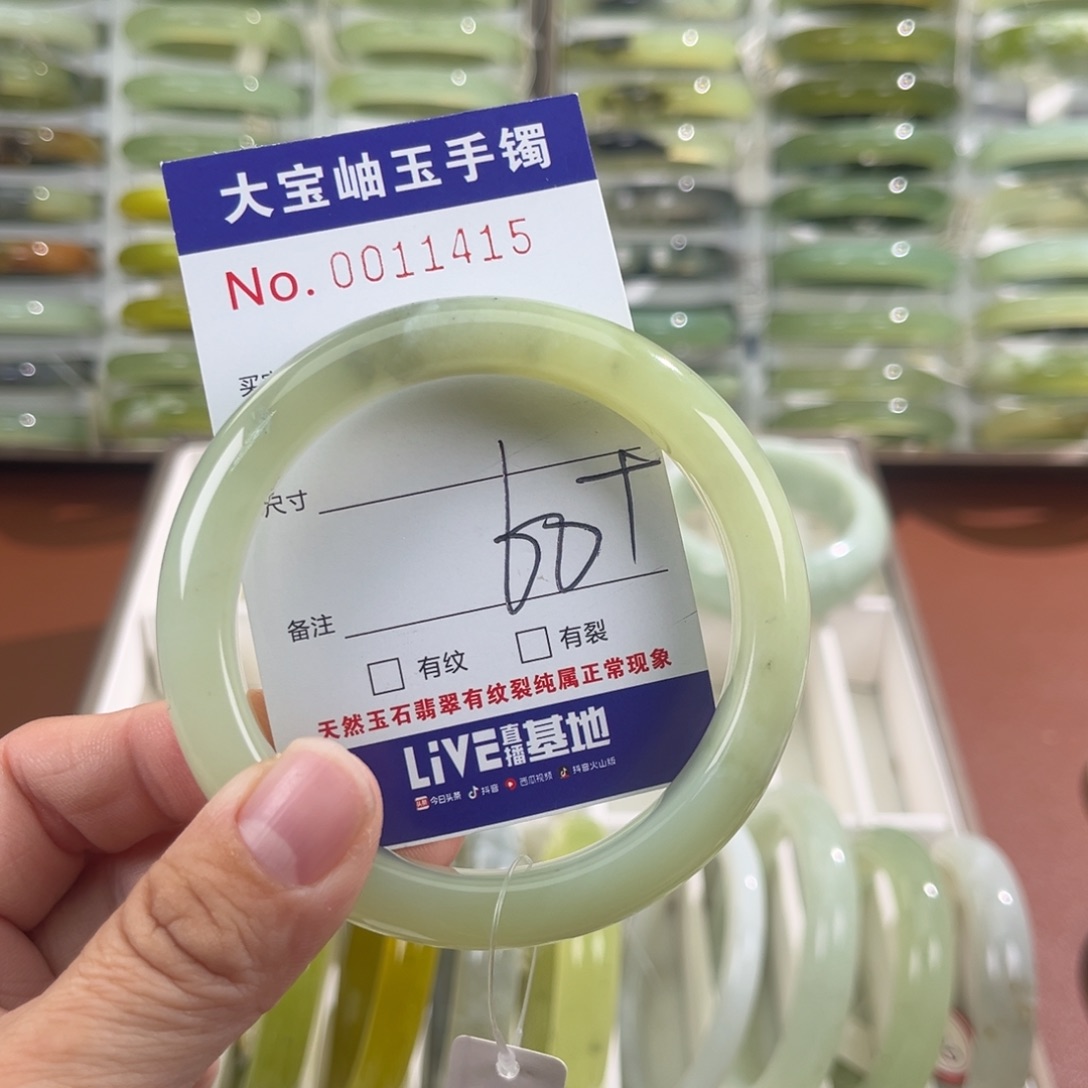 大宝岫玉手镯
No. 0011415
买
尺寸
备注
有纹 有裂
天然玉石翡翠有纹裂纯属正常现象
LiVE直播基地
今日头条 抖音 西瓜视频 抖音火山版